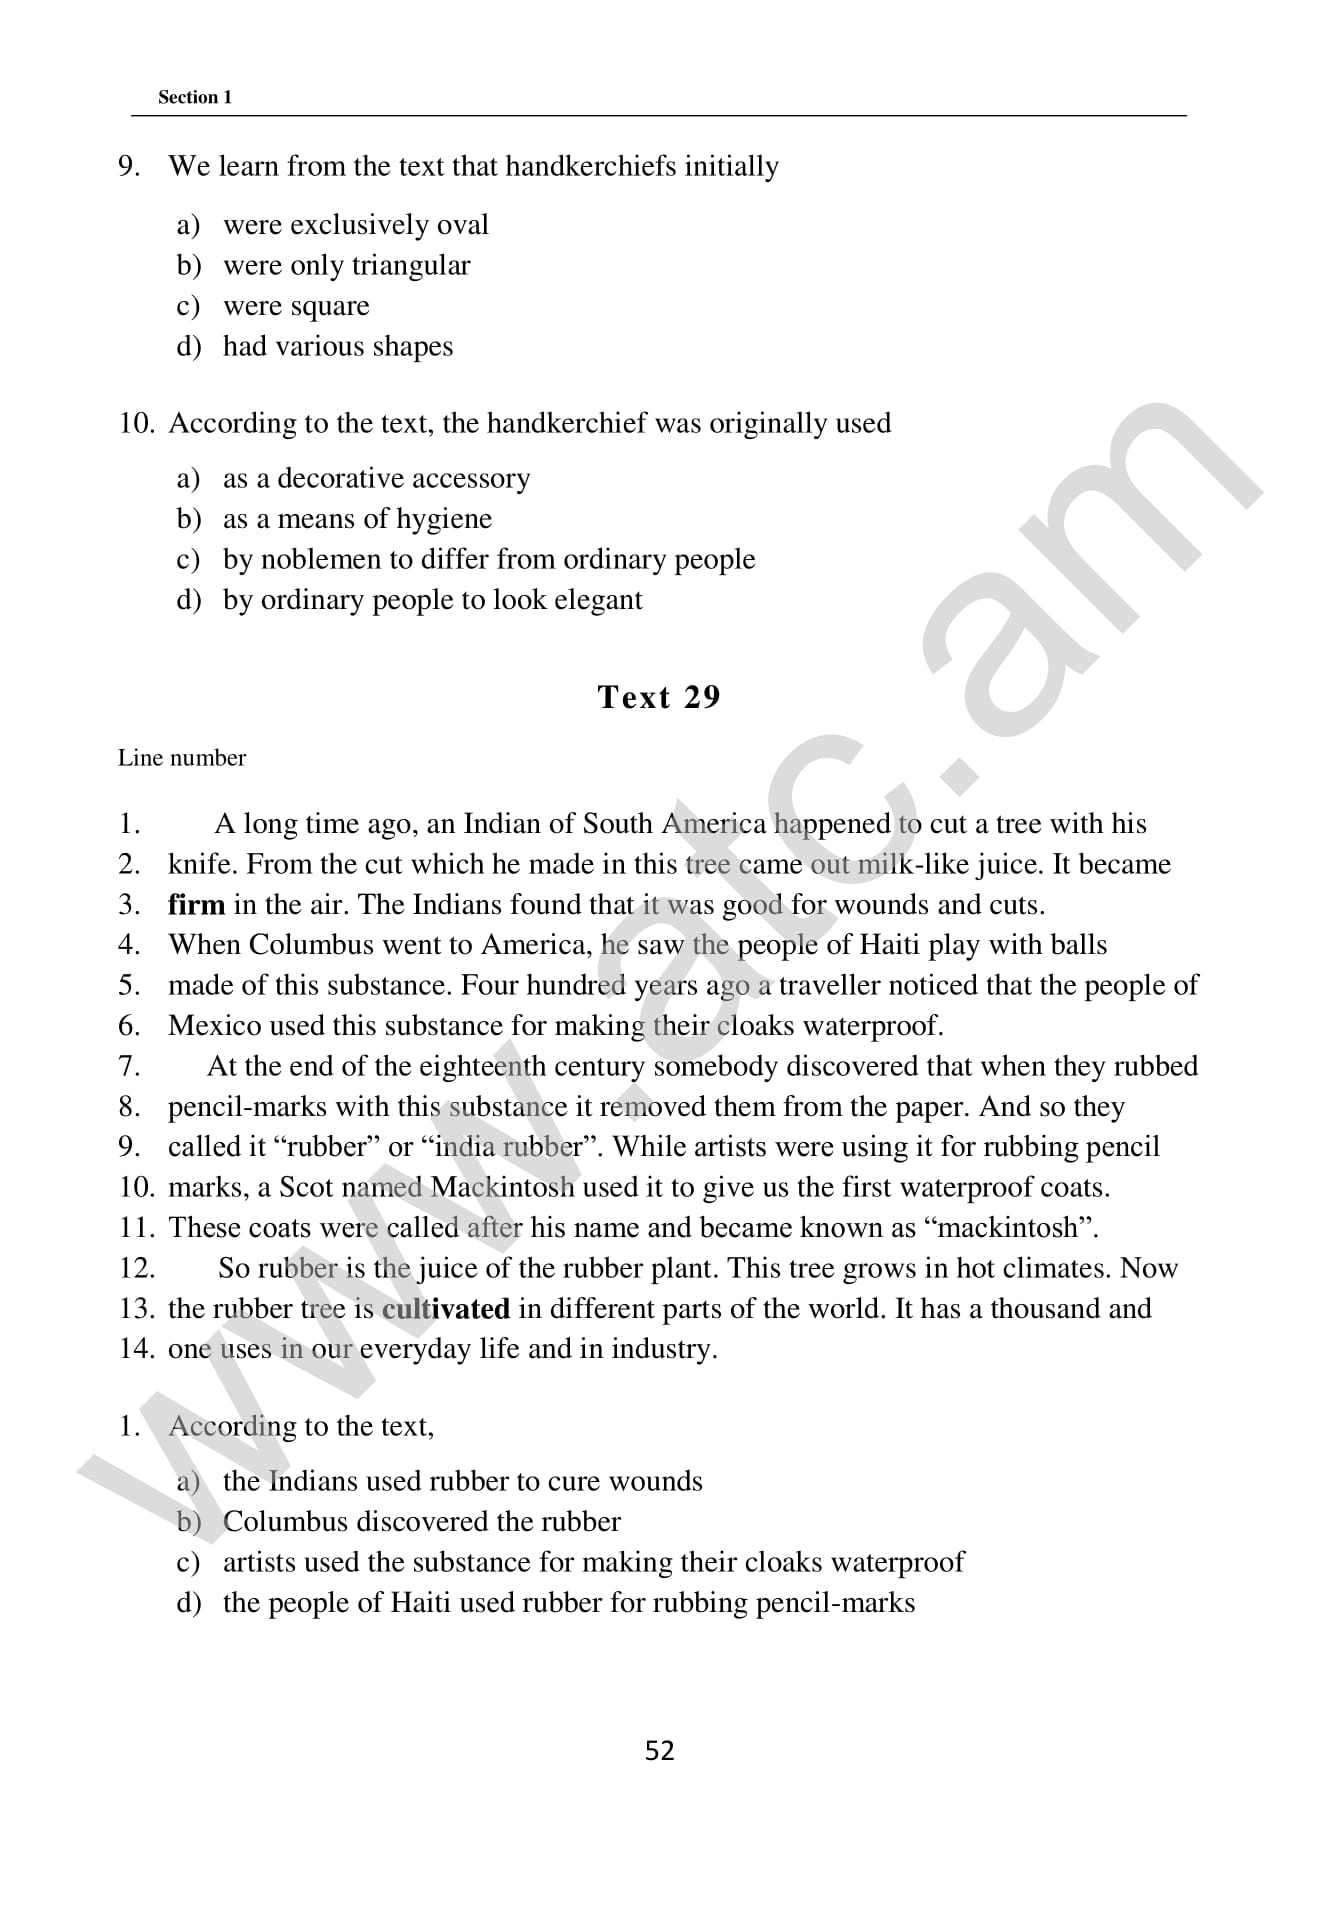 Section 1
9. We learn from the text that handkerchiefs initially
a) were exclusively oval
b) were only triangular
c) were square
d) had various shapes
10. According to the text, the handkerchief was originally used
a) as a decorative accessory
b) as a means of hygiene
c) by noblemen to differ from ordinary people
d) by ordinary people to look elegant
Text 29
Line number
1. A long time ago, an Indian of South America happened to cut a tree with his
2. knife. From the cut which he made in this tree came out milk-like juice. It became
3. firm in the air. The Indians found that it was good for wounds and cuts.
4. When Columbus went to America, he saw the people of Haiti play with balls
5. made of this substance. Four hundred years ago a traveller noticed that the people of
6. Mexico used this substance for making their cloaks waterproof.
7. At the end of the eighteenth century somebody discovered that when they rubbed
8. pencil-marks with this substance it removed them from the paper. And so they
9. called it “rubber” or “india rubber”. While artists were using it for rubbing pencil
10. marks, a Scot named Mackintosh used it to give us the first waterproof coats.
11. These coats were called after his name and became known as “mackintosh”.
12. So rubber is the juice of the rubber plant. This tree grows in hot climates. Now
13. the rubber tree is cultivated in different parts of the world. It has a thousand and
14. one uses in our everyday life and in industry.
1. According to the text,
a) the Indians used rubber to cure wounds
b) Columbus discovered the rubber
c) artists used the substance for making their cloaks waterproof
d) the people of Haiti used rubber for rubbing pencil-marks
52
www.atc.am